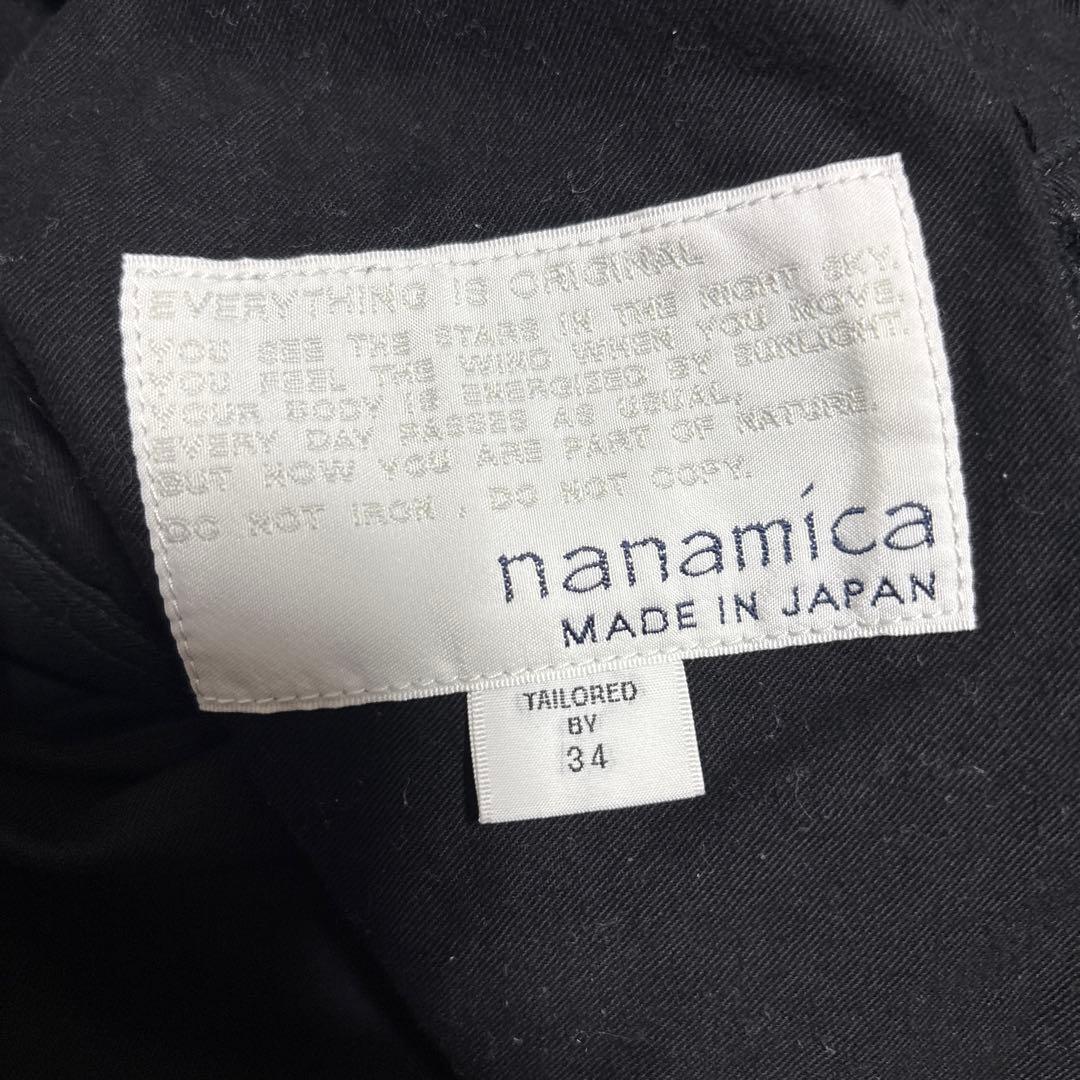 EVERYTHING IS ORIGINAL
YOU SEE THE STARS IN THE NIGHT SKY.
YOU FEEL THE WIND WHEN YOU MOVE.
YOUR BODY IS ENERGIZED BY SUNLIGHT.
EVERY DAY PASSES AS USUAL,
BUT NOW YOU ARE PART OF NATURE.
DO NOT IRON , DO NOT COPY.
nanamíca
MADE IN JAPAN
TAILORED
BY
34